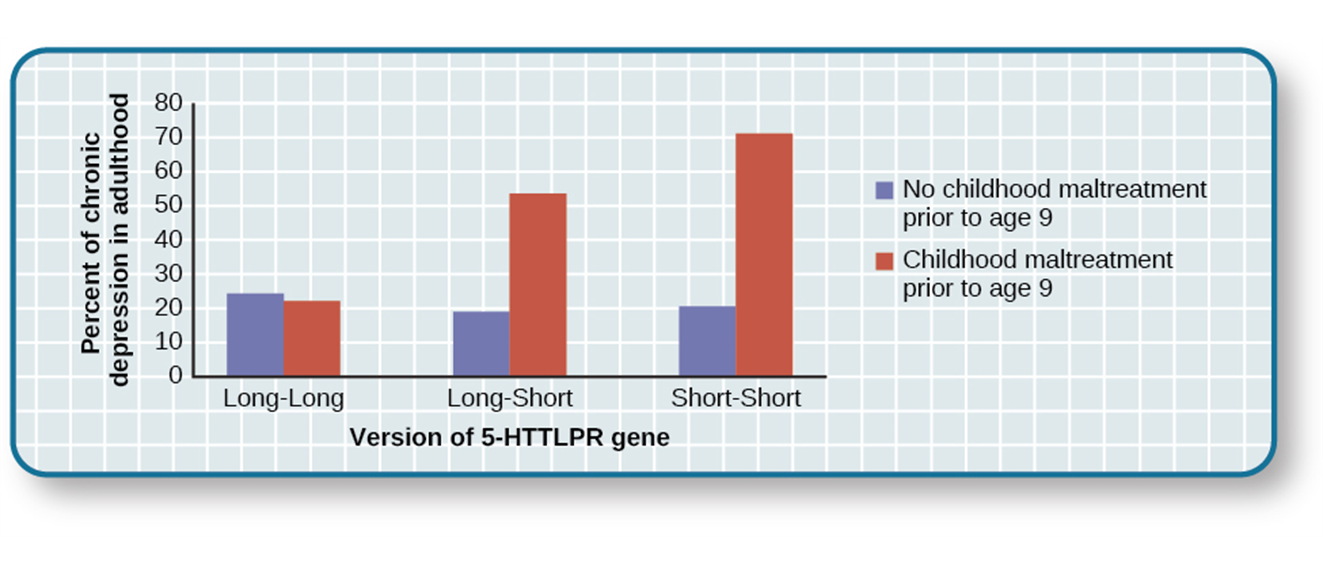 Percent of chronic
depression in adulthood
80
70
60
50
40
30
20
10
0
Long-Long
Long-Short
Short-Short
Version of 5-HTTLPR gene
No childhood maltreatment
prior to age 9
Childhood maltreatment
prior to age 9